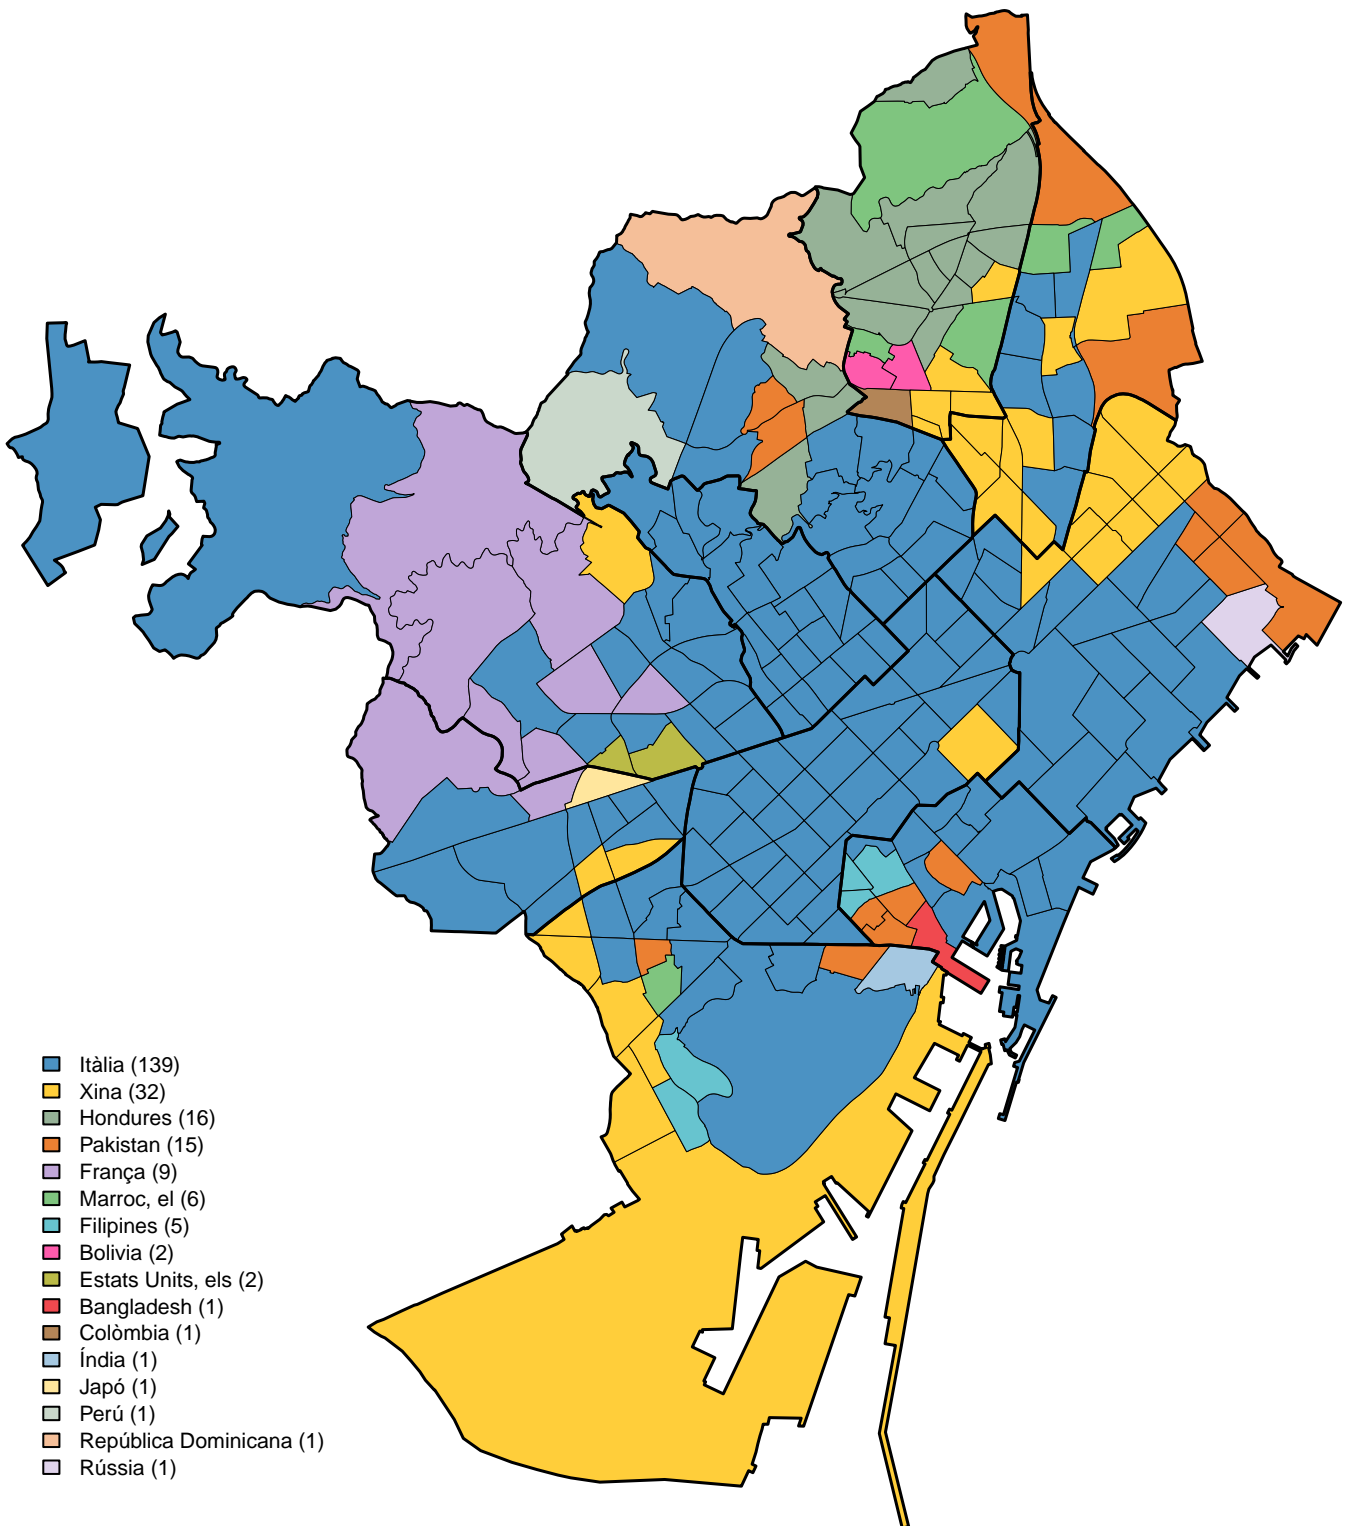 Itàlia (139)
Xina (32)
Hondures (16)
Pakistan (15)
França (9)
Marroc, el (6)
Filipines (5)
Bolivia (2)
Estats Units, els (2)
Bangladesh (1)
Colòmbia (1)
Índia (1)
Japó (1)
Perú (1)
República Dominicana (1)
Rússia (1)